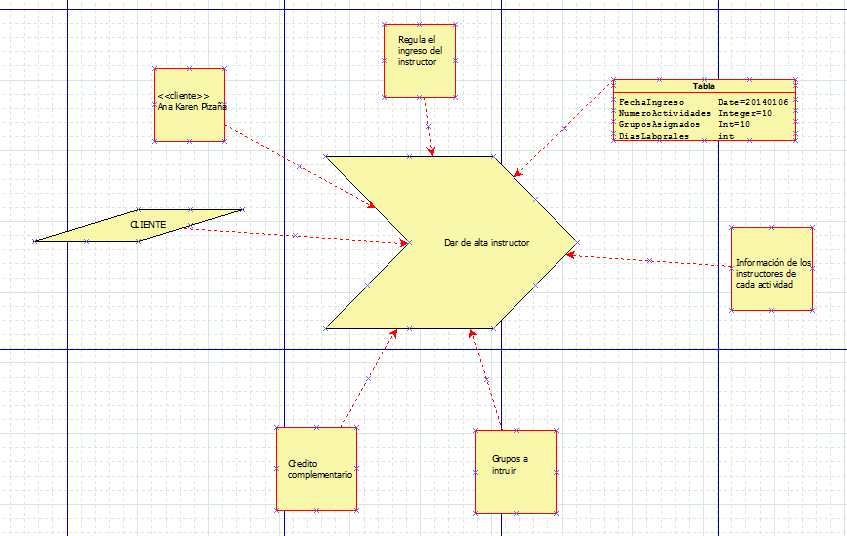 Regula el
ingreso del
instructor
<<cliente>>
Ana Karen Pizaña
Tabla
FechaIngreso Date=20140106
NumeroActividades Integer=10
GruposAsignados Int=10
DiasLaborales int
CLIENTE
Dar de alta instructor
Información de los
instructores de
cada actividad
Credito
complementario
Grupos a
intruir